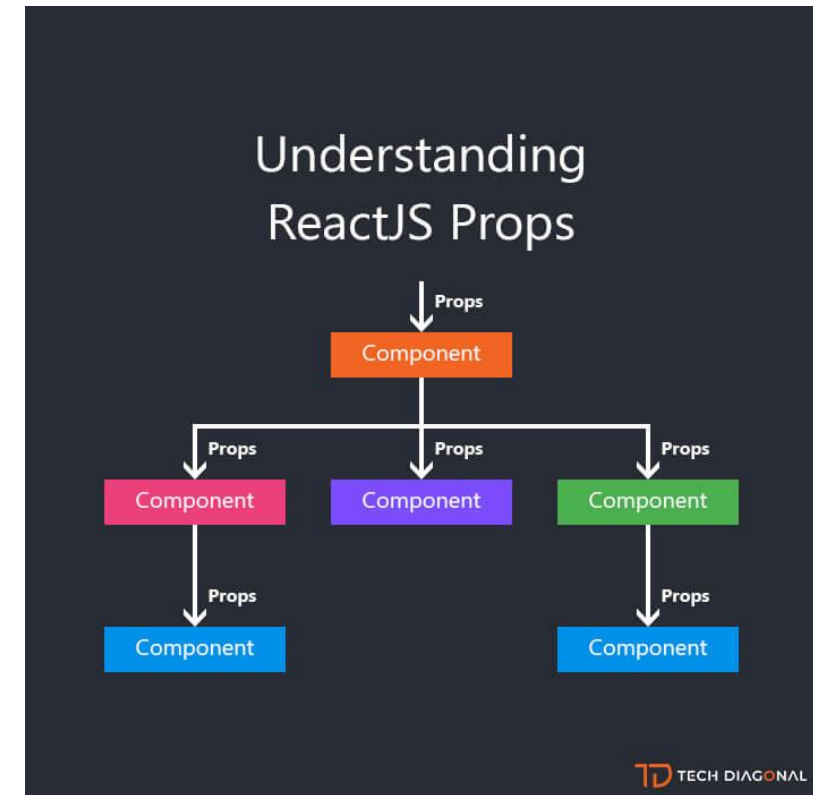 Understanding
ReactJS Props
Props
Component
Props
Props
Props
Component
Component
Component
Props
Props
Component
Component
TECH DIAGONAL